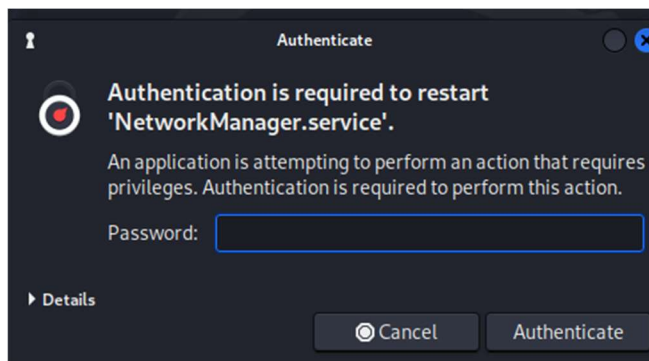 Authenticate
Authentication is required to restart
'NetworkManager.service'.
An application is attempting to perform an action that requires
privileges. Authentication is required to perform this action.
Password:
Details
Cancel
Authenticate